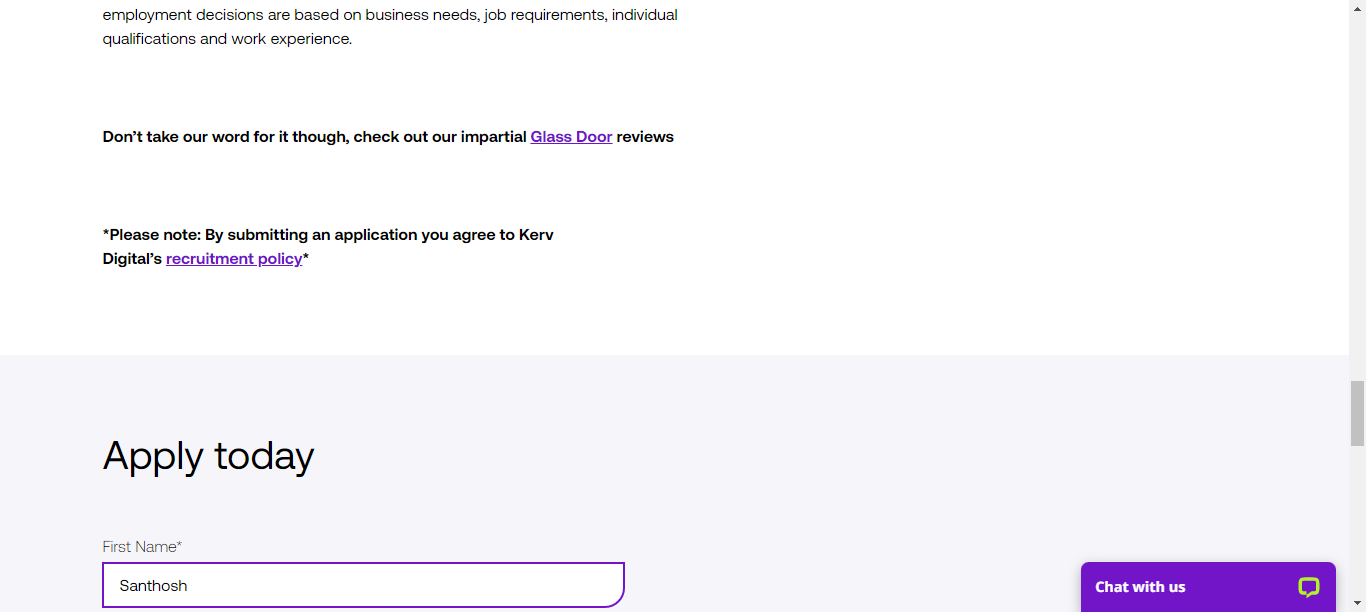 employment decisions are based on business needs, job requirements, individual
qualifications and work experience.
Don’t take our word for it though, check out our impartial Glass Door reviews
*Please note: By submitting an application you agree to Kerv
Digital’s recruitment policy*
Apply today
First Name*
Santhosh
Chat with us